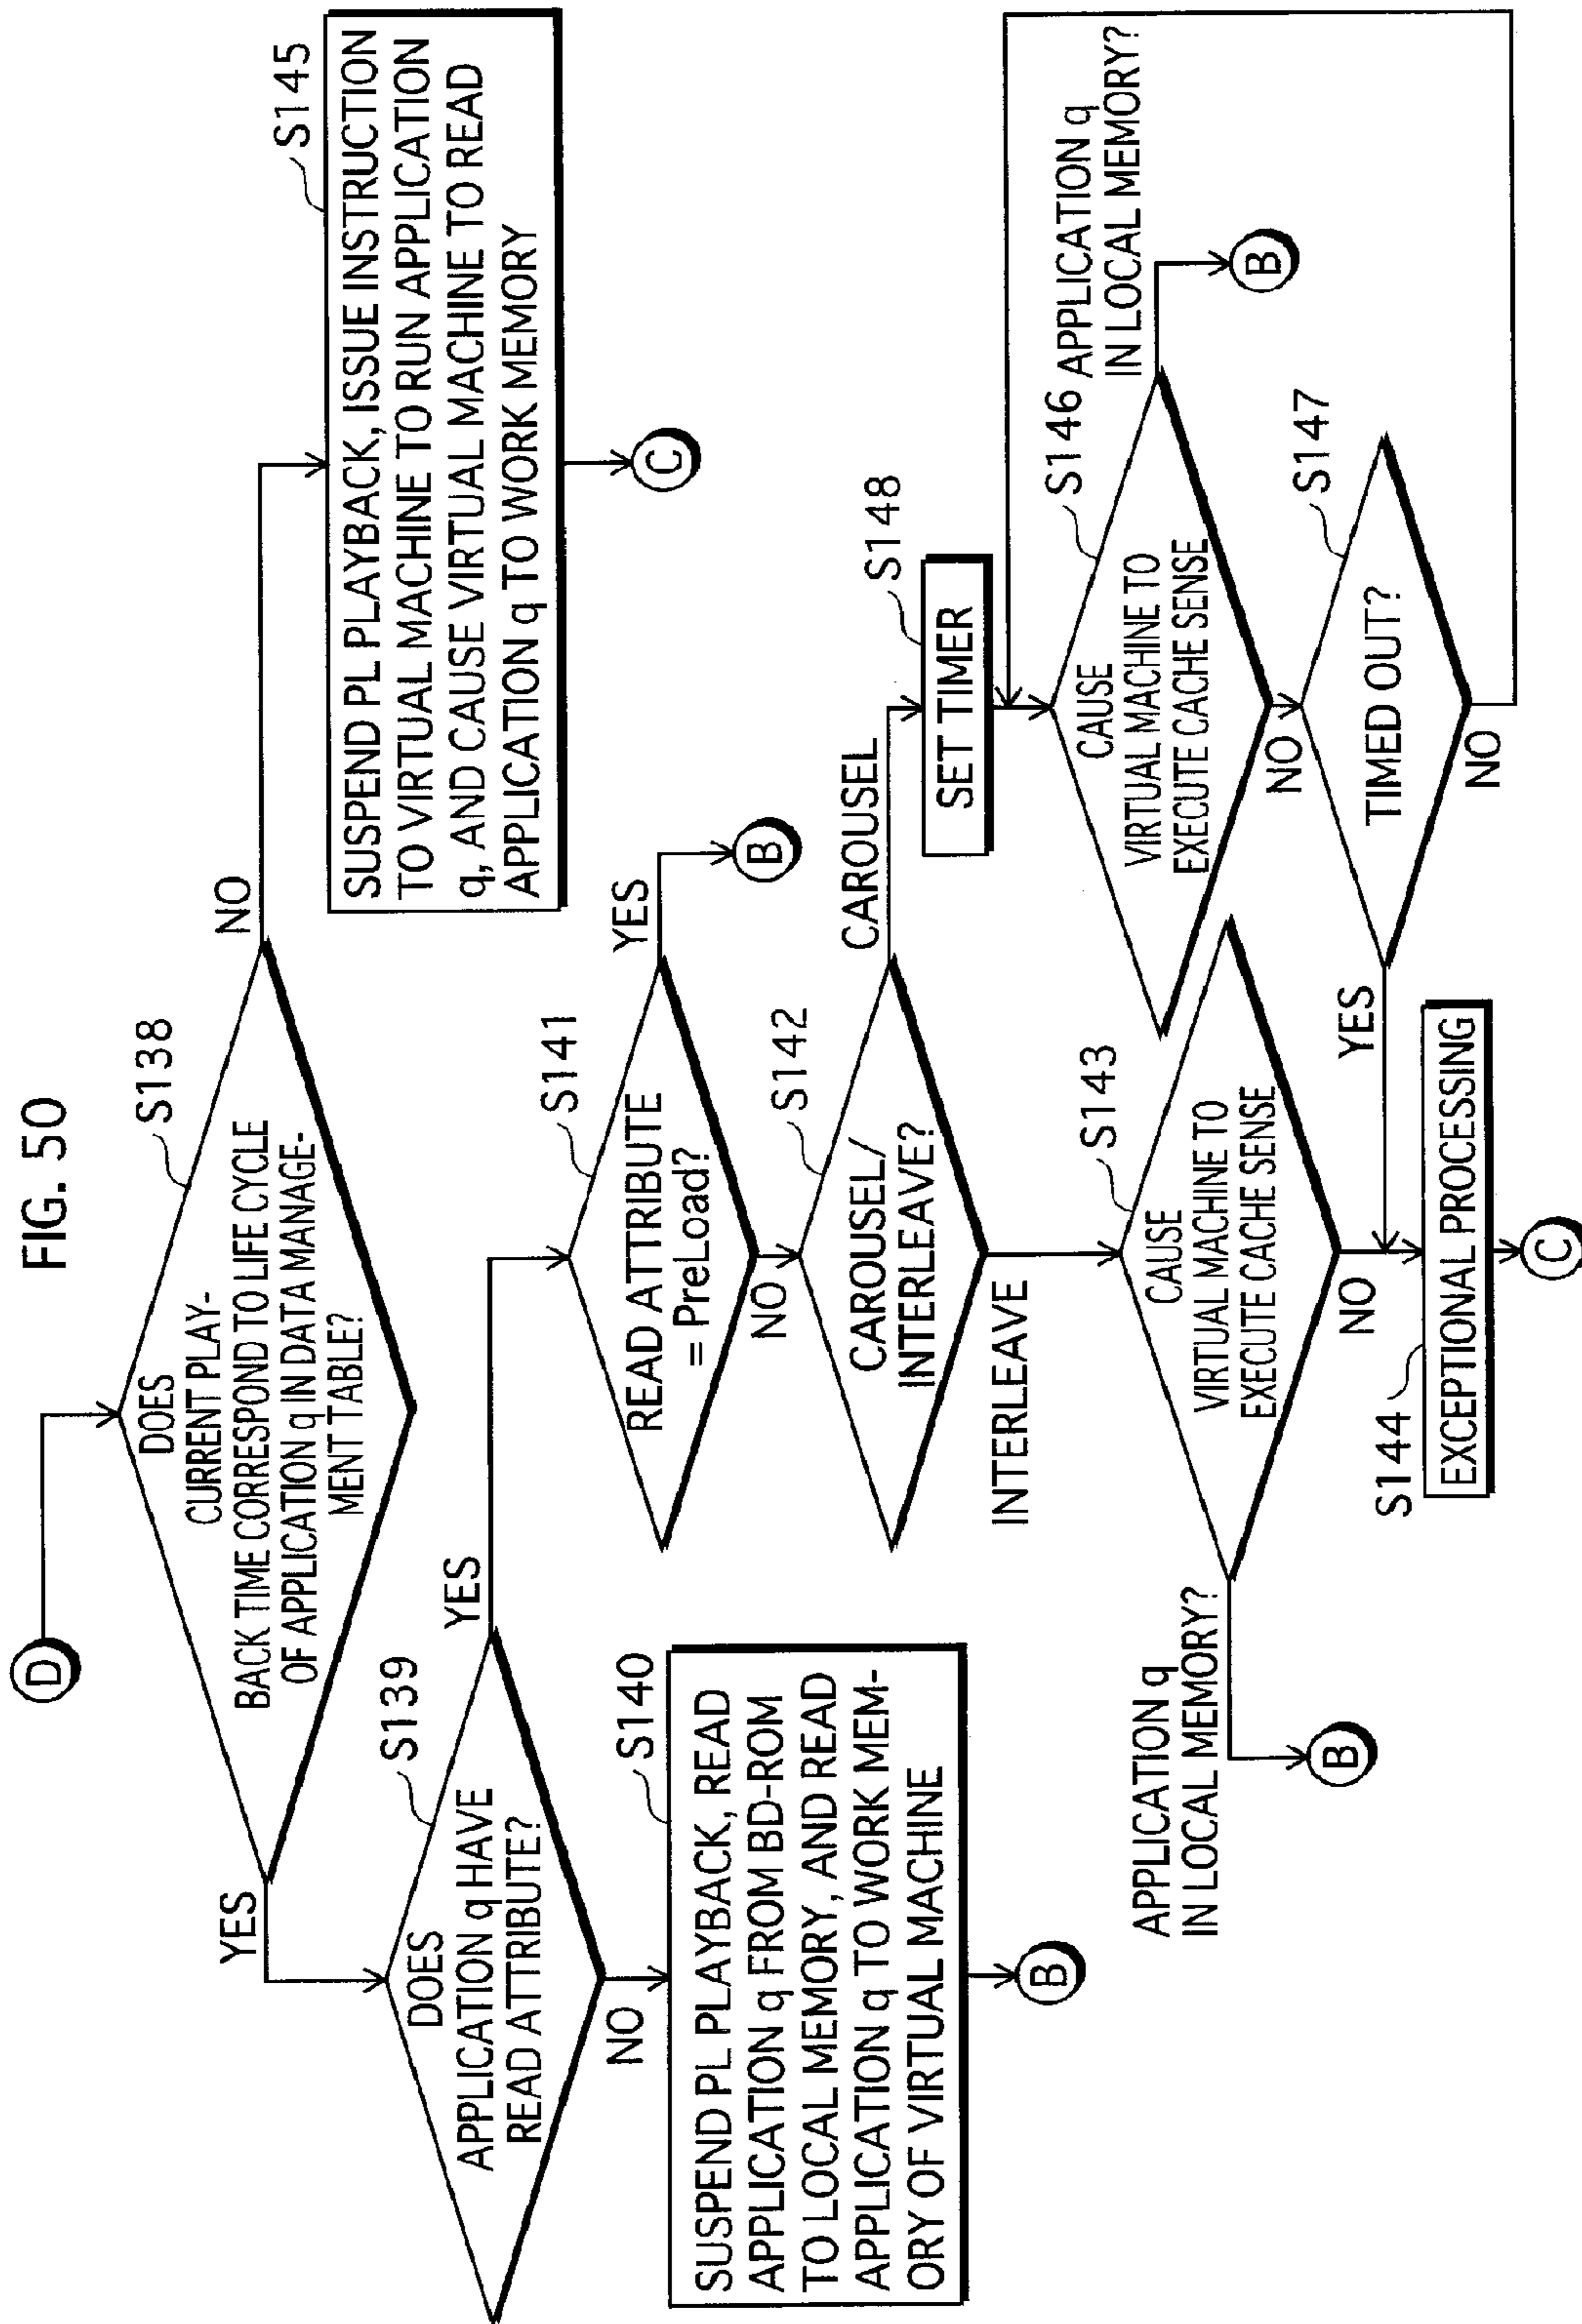 FIG. 50
D
DOES
CURRENT PLAY-
BACK TIME CORRESPOND TO LIFE CYCLE
OF APPLICATION q IN DATA MANAGE-
MENT TABLE?
S138
YES
NO
DOES
APPLICATION q HAVE
READ ATTRIBUTE?
S139
YES
NO
SUSPEND PL PLAYBACK, READ
APPLICATION q FROM BD-ROM
TO LOCAL MEMORY, AND READ
APPLICATION q TO WORK MEM-
ORY OF VIRTUAL MACHINE
S140
B
SUSPEND PL PLAYBACK, ISSUE INSTRUCTION
TO VIRTUAL MACHINE TO RUN APPLICATION
q, AND CAUSE VIRTUAL MACHINE TO READ
APPLICATION q TO WORK MEMORY
S145
C
READ ATTRIBUTE
= PreLoad?
S141
YES
B
NO
CAROUSEL/
INTERLEAVE?
S142
CAROUSEL
INTERLEAVE
CAUSE
VIRTUAL MACHINE TO
EXECUTE CACHE SENSE
S143
APPLICATION q
IN LOCAL MEMORY?
B
NO
S144
EXCEPTIONAL PROCESSING
C
SET TIMER
S148
CAUSE
VIRTUAL MACHINE TO
EXECUTE CACHE SENSE
S146
APPLICATION q
IN LOCAL MEMORY?
B
NO
TIMED OUT?
S147
YES
NO